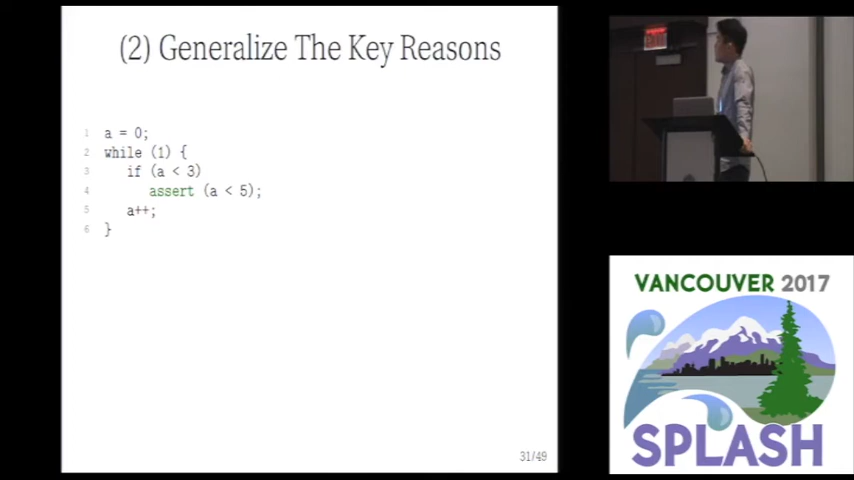 (2) Generalize The Key Reasons
1 a = 0;
2 while (1) {
3 if (a < 3)
4 assert (a < 5);
5 a++;
6 }
31/49
EXIT
VANCOUVER 2017
SPLASH